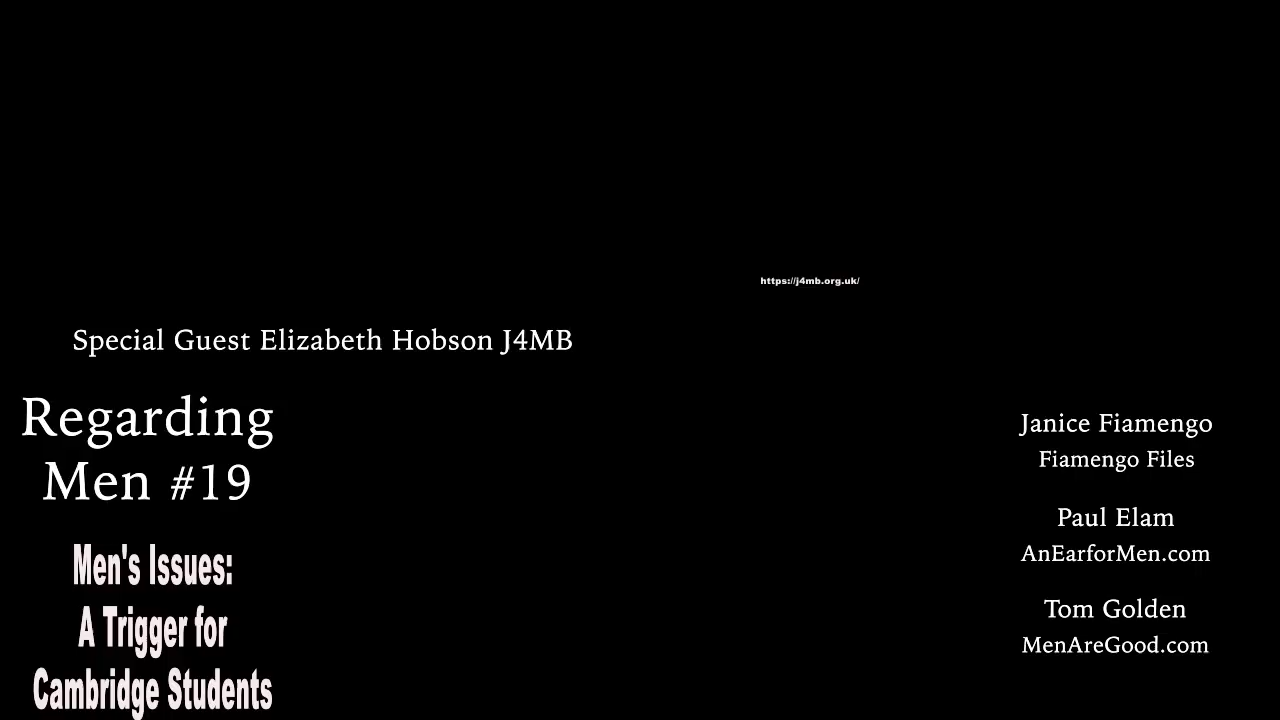 https://j4mb.org.uk/
Special Guest Elizabeth Hobson J4MB
Regarding
Men #19
Men's Issues:
A Trigger for
Cambridge Students
Janice Fiamengo
Fiamengo Files
Paul Elam
AnEarforMen.com
Tom Golden
MenAreGood.com